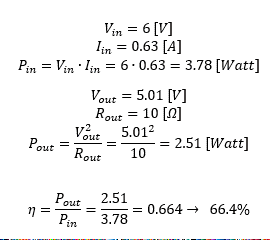 V_in = 6 [V]
I_in = 0.63 [A]
P_in = V_in · I_in = 6 · 0.63 = 3.78 [Watt]
V_out = 5.01 [V]
R_out = 10 [Ω]
P_out = V_out^2 / R_out = 5.01^2 / 10 = 2.51 [Watt]
η = P_out / P_in = 2.51 / 3.78 = 0.664 → 66.4%